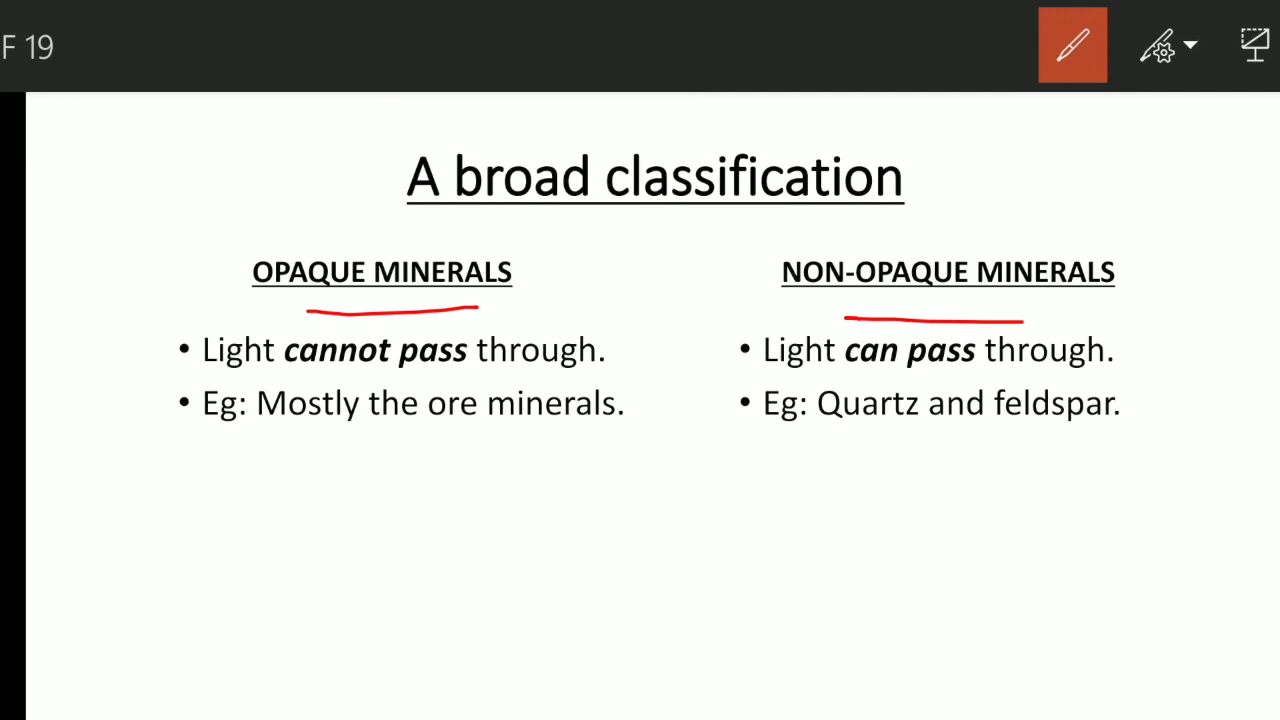 F 19
A broad classification
OPAQUE MINERALS
• Light cannot pass through.
• Eg: Mostly the ore minerals.
NON-OPAQUE MINERALS
• Light can pass through.
• Eg: Quartz and feldspar.